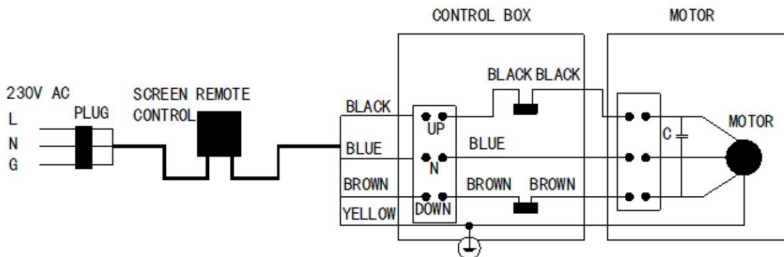 CONTROL BOX MOTOR
230V AC
L
N
G
PLUG
SCREEN REMOTE
CONTROL
BLACK
BLUE
BROWN
YELLOW
UP
N
DOWN
BLACK BLACK
BLUE
BROWN BROWN
C
MOTOR